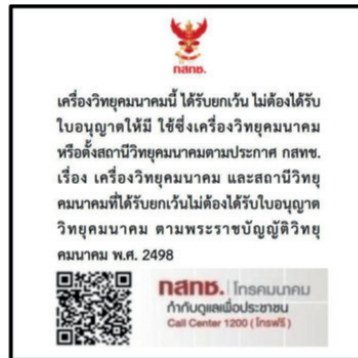 กสทช.
เครื่องวิทยุคมนาคมนี้ ได้รับยกเว้น ไม่ต้องได้รับ
ใบอนุญาตให้มี ใช้ซึ่งเครื่องวิทยุคมนาคม
หรือตั้งสถานีวิทยุคมนาคมตามประกาศ กสทช.
เรื่อง เครื่องวิทยุคมนาคม และสถานีวิทยุ
คมนาคมที่ได้รับยกเว้นไม่ต้องได้รับใบอนุญาต
วิทยุคมนาคม ตามพระราชบัญญัติวิทยุ
คมนาคม พ.ศ. 2498
กสทช. | โทรคมนาคม
กำกับดูแลเพื่อประชาชน
Call Center 1200 (โทรฟรี)